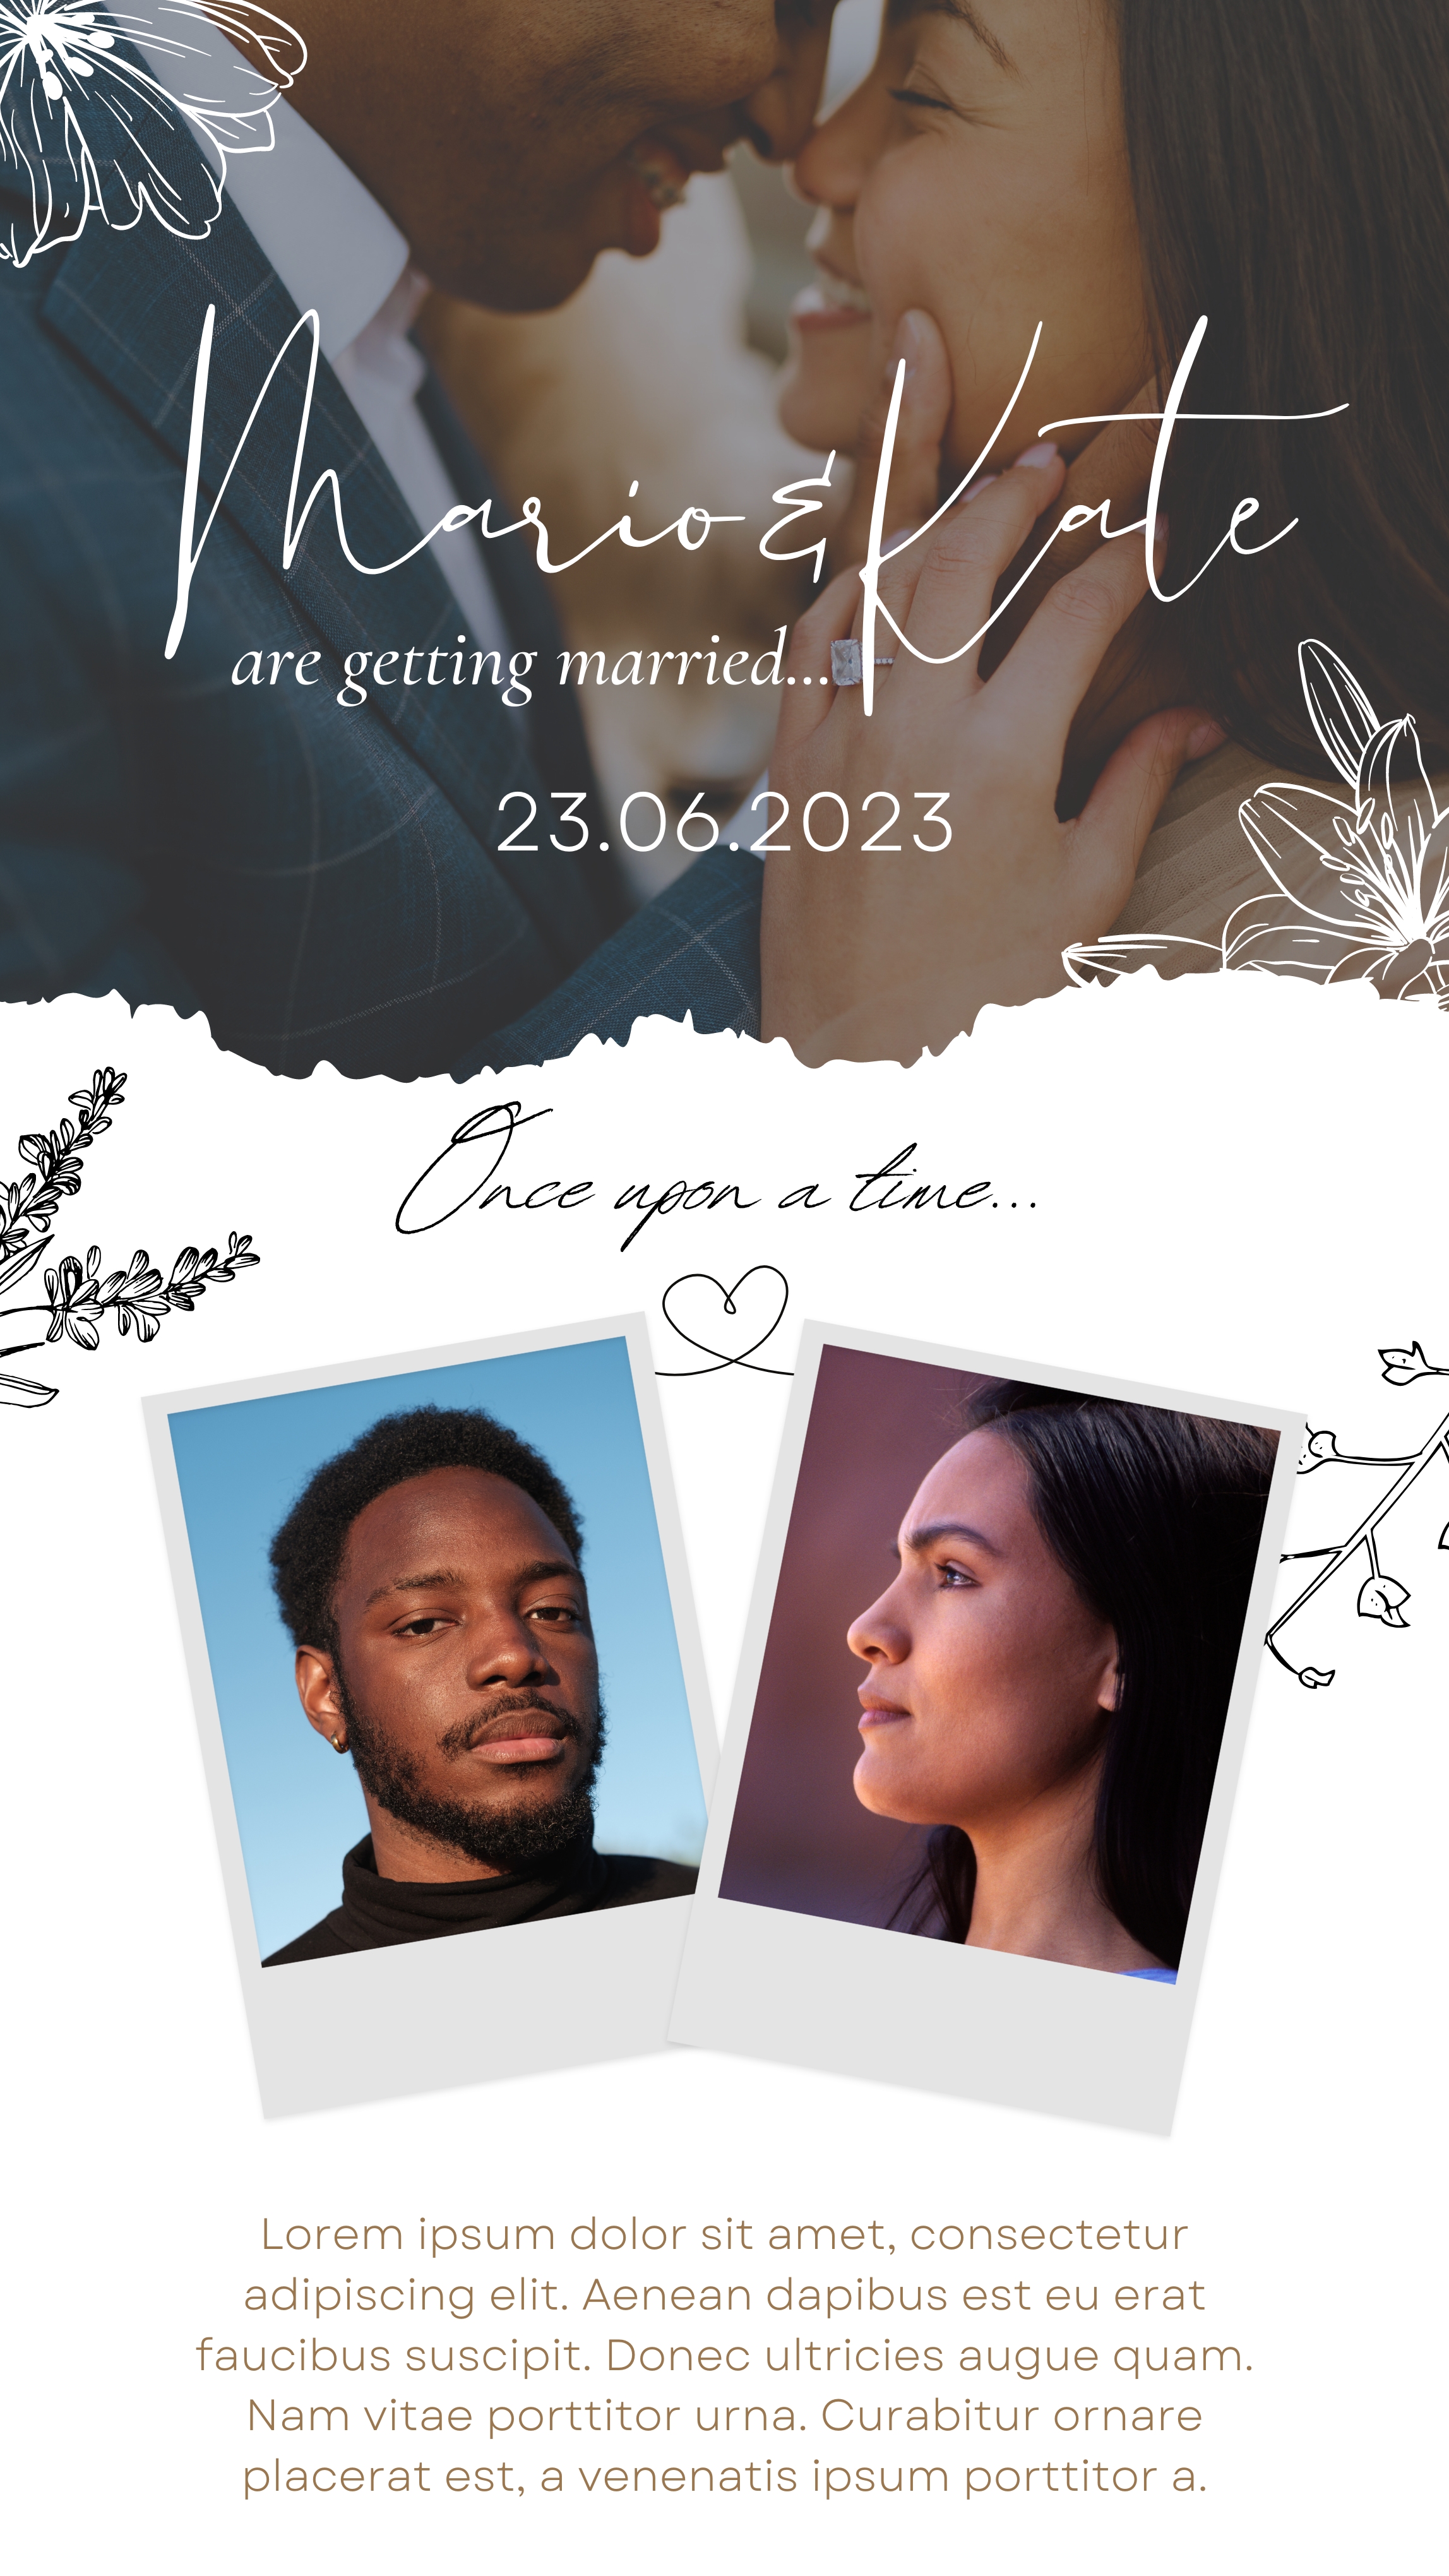 Mario & Kate
are getting married...
23.06.2023
Once upon a time...
Lorem ipsum dolor sit amet, consectetur
adipiscing elit. Aenean dapibus est eu erat
faucibus suscipit. Donec ultricies augue quam.
Nam vitae porttitor urna. Curabitur ornare
placerat est, a venenatis ipsum porttitor a.